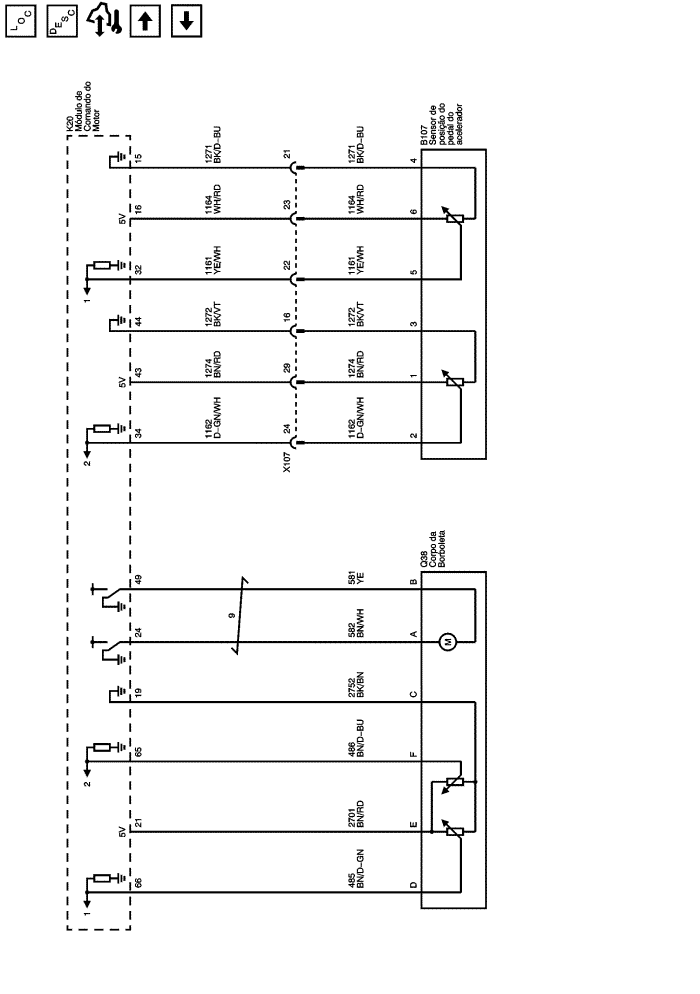 LOC
DESC
K20
Módulo de
Comando do
Motor
B107
Sensor de
posição do
pedal do
acelerador
15
1271
BK/D-BU
21
1271
BK/D-BU
4
5V
16
1164
WH/RD
23
1164
WH/RD
6
1
32
1161
YE/WH
22
1161
YE/WH
5
44
1272
BK/VT
16
1272
BK/VT
3
5V
43
1274
BN/RD
29
1274
BN/RD
1
2
34
1162
D-GN/WH
24
X107
1162
D-GN/WH
2
Q38
Corpo da
Borboleta
49
581
YE
B
9
24
582
BN/WH
A
M
19
2752
BK/BN
C
2
65
486
BN/D-BU
F
5V
21
2701
BN/RD
E
1
66
485
BN/D-GN
D